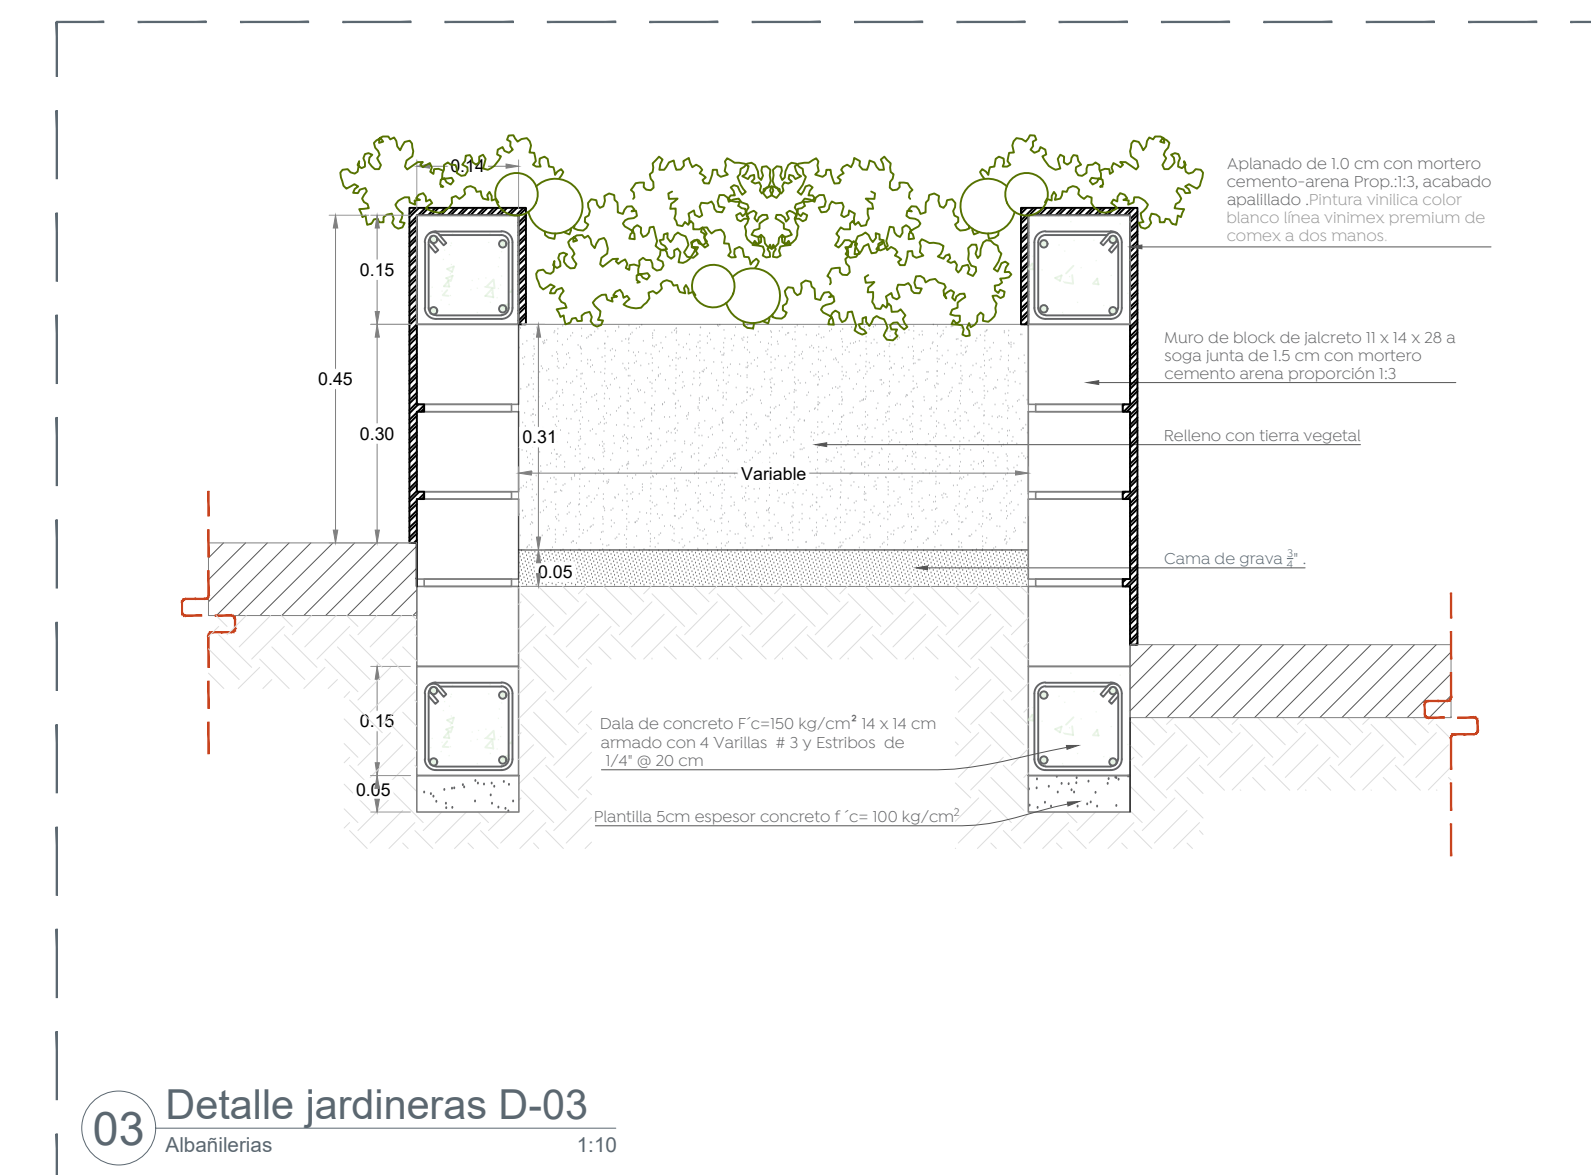 0.14
Aplanado de 1.0 cm con mortero
cemento-arena Prop.:1:3, acabado
apalillado .Pintura vinilica color
blanco línea vinimex premium de
comex a dos manos.
0.15
Muro de block de jalcreto 11 x 14 x 28 a
soga junta de 1.5 cm con mortero
cemento arena proporción 1:3
0.45
0.30
0.31
Relleno con tierra vegetal
Variable
Cama de grava 3/4".
0.05
0.15
Dala de concreto F´c=150 kg/cm² 14 x 14 cm
armado con 4 Varillas # 3 y Estribos de
1/4" @ 20 cm
0.05
Plantilla 5cm espesor concreto f ´c= 100 kg/cm²
03
Detalle jardineras D-03
Albañilerias
1:10